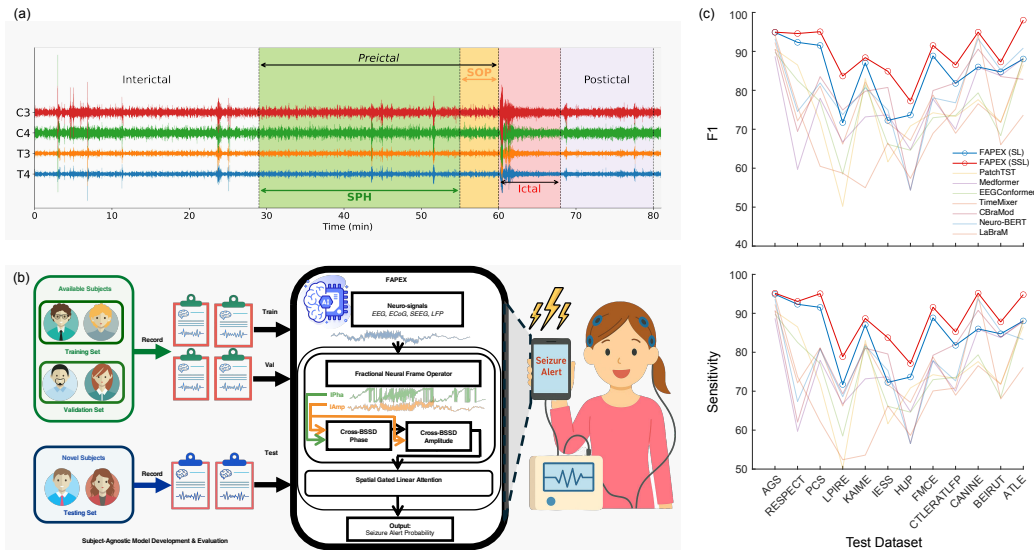 (a)
Interictal
Preictal
SOP
Postictal
C3
C4
T3
T4
SPH
Ictal
0 10 20 30 40 50 60 70 80
Time (min)
(b)
Available Subjects
Training Set
Validation Set
Record
Novel Subjects
Testing Set
Record
Subject-Agnostic Model Development & Evaluation
Train
Val
Test
FAPEX
AI
Neuro-signals
EEG, ECoG, SEEG, LFP
Fractional Neural Frame Operator
IPha
IAmp
Cross-BSSD
Phase
Cross-BSSD
Amplitude
Spatial Gated Linear Attention
Output:
Seizure Alert Probability
Seizure
Alert
(c)
F1
100
90
80
70
60
50
40
FAPEX (SL)
FAPEX (SSL)
PatchTST
Medformer
EEGConformer
TimeMixer
CBraMod
Neuro-BERT
LaBraM
Sensitivity
100
90
80
70
60
50
AGS
RESPECT
PCS
LPIRE
KAIME
IESS
HUP
FMCE
CTLERATLFP
CANINE
BEIRUT
ATLE
Test Dataset